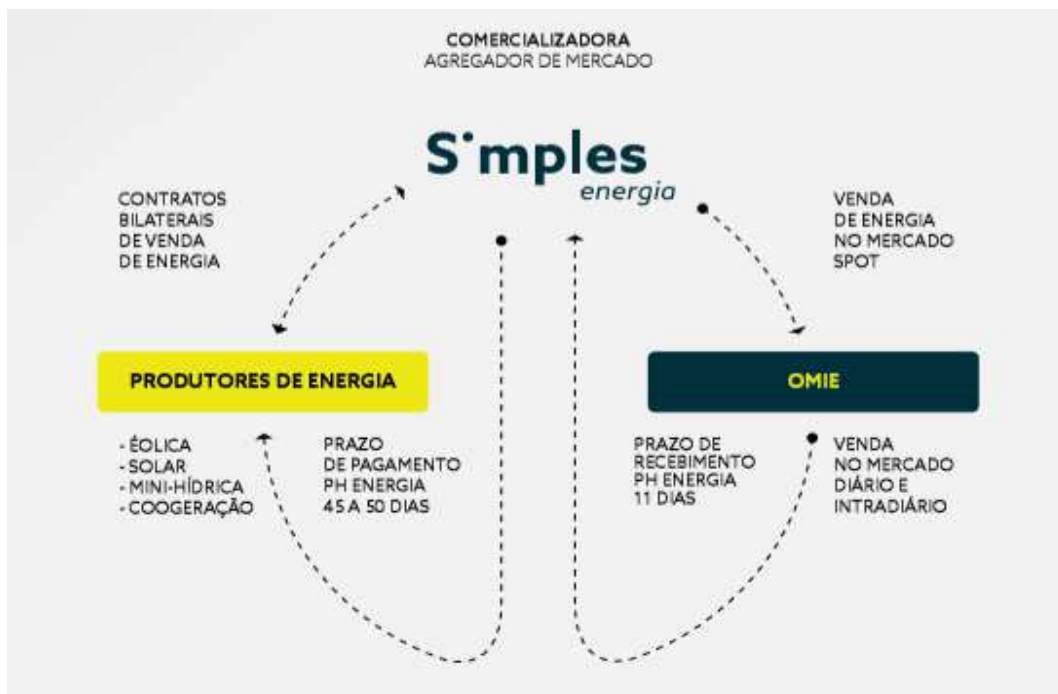 COMERCIALIZADORA
AGREGADOR DE MERCADO
Simples
energia
CONTRATOS
BILATERAIS
DE VENDA
DE ENERGIA
VENDA
DE ENERGIA
NO MERCADO
SPOT
PRODUTORES DE ENERGIA
OMIE
- ÉOLICA
- SOLAR
- MINI-HÍDRICA
- COOGERAÇÃO
PRAZO
DE PAGAMENTO
PH ENERGIA
45 A 50 DIAS
PRAZO DE
RECEBIMENTO
PH ENERGIA
11 DIAS
VENDA
NO MERCADO
DIÁRIO E
INTRADIÁRIO